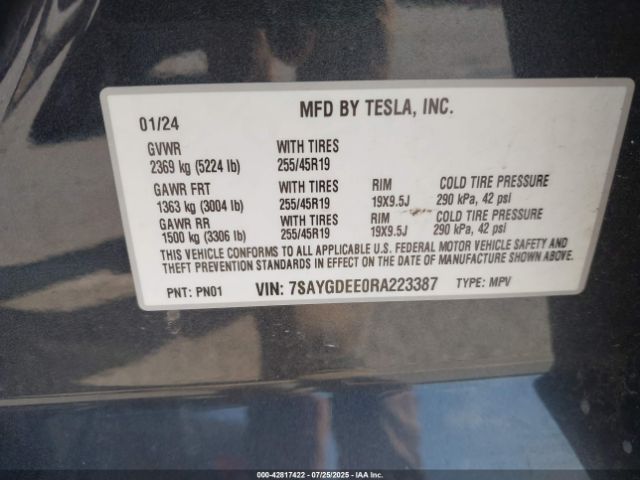 MFD BY TESLA, INC.
01/24
GVWR WITH TIRES
2369 kg (5224 lb) 255/45R19
GAWR FRT WITH TIRES RIM COLD TIRE PRESSURE
1363 kg (3004 lb) 255/45R19 19X9.5J 290 kPa, 42 psi
GAWR RR WITH TIRES RIM COLD TIRE PRESSURE
1500 kg (3306 lb) 255/45R19 19X9.5J 290 kPa, 42 psi
THIS VEHICLE CONFORMS TO ALL APPLICABLE U.S. FEDERAL MOTOR VEHICLE SAFETY AND
THEFT PREVENTION STANDARDS IN EFFECT ON THE DATE OF MANUFACTURE SHOWN ABOVE.
PNT: PN01 VIN: 7SAYGDEE0RA223387 TYPE: MPV
000-42817422 - 07/25/2025 - IAA Inc.